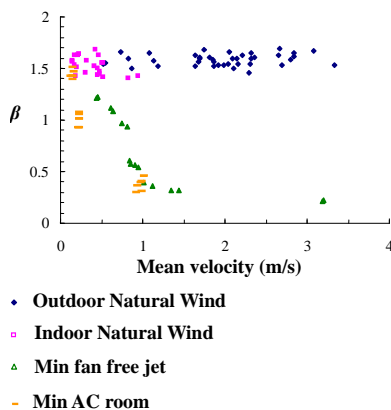 2
1.5
β
1
0.5
0
0 1 2 3 4
Mean velocity (m/s)
Outdoor Natural Wind
Indoor Natural Wind
Min fan free jet
Min AC room